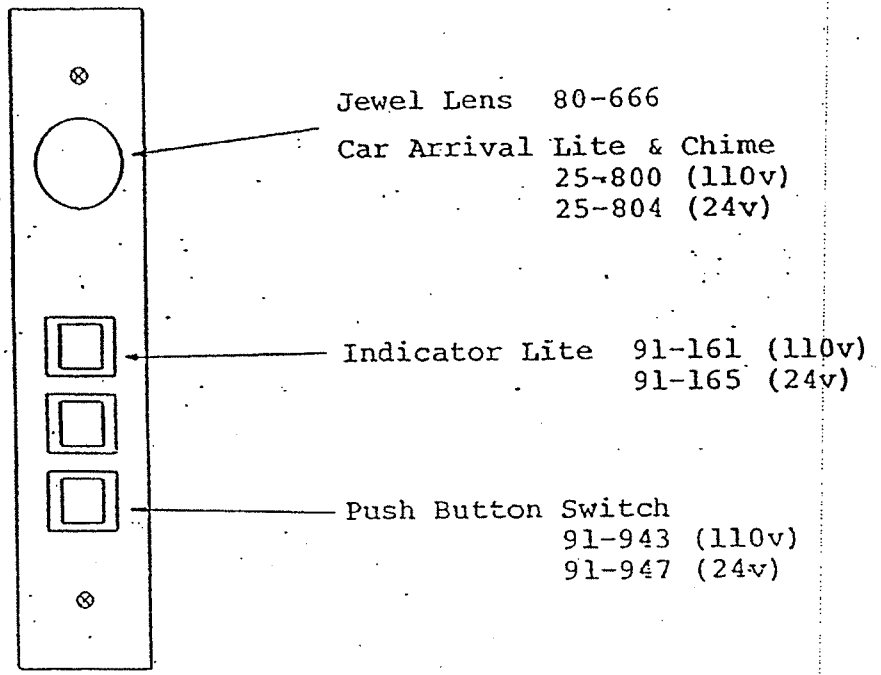 Jewel Lens 80-666
Car Arrival Lite & Chime
25-800 (110v)
25-804 (24v)
Indicator Lite 91-161 (110v)
91-165 (24v)
Push Button Switch
91-943 (110v)
91-947 (24v)